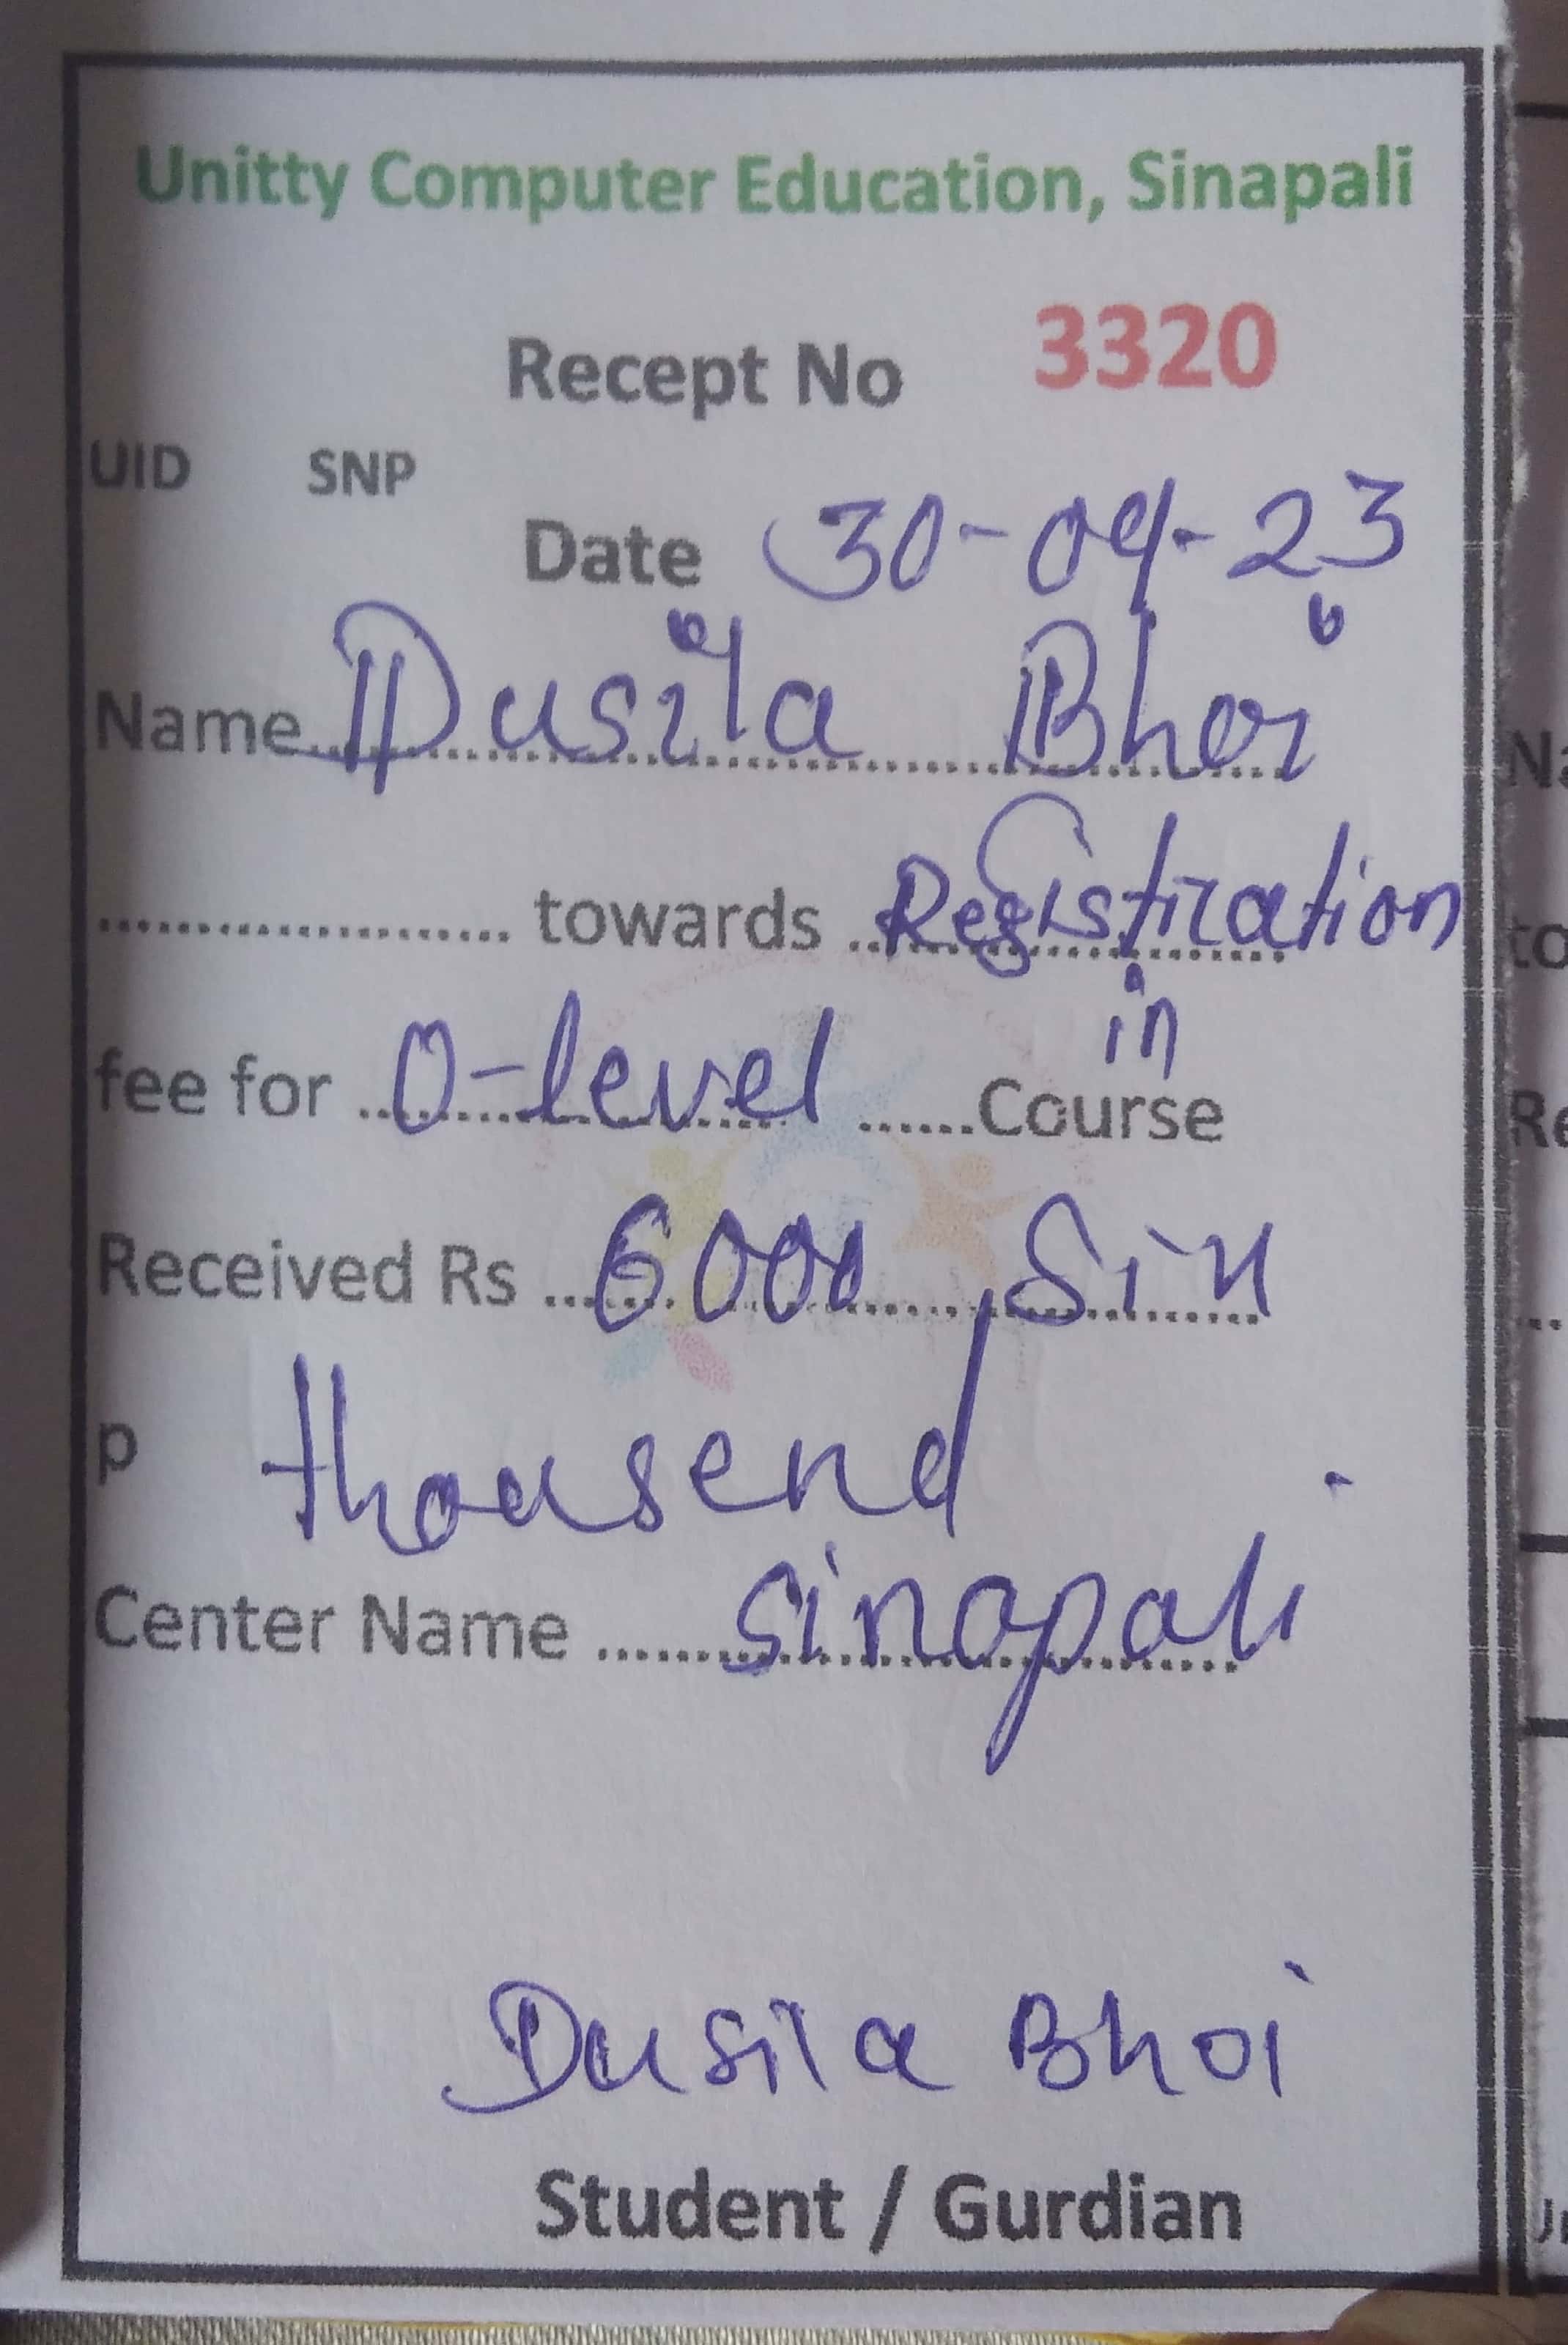 Unitty Computer Education, Sinapali
Recept No 3320
UID SNP
Date 30-09-23
Name Dusila Bhoi
towards Registration
in
fee for O-level Course
Received Rs 6000, Six
p thousend
Center Name Sinapali
Dusila Bhoi
Student / Gurdian